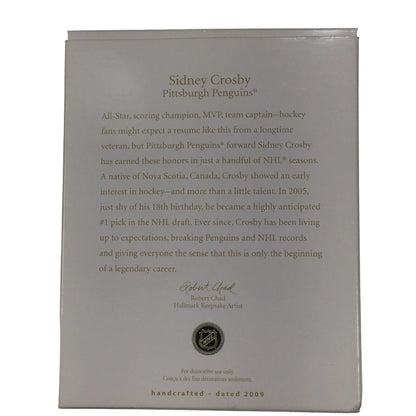 Sidney Crosby
Pittsburgh Penguins®
All-Star, scoring champion, MVP, team captain—hockey
fans might expect a resume like this from a longtime
veteran, but Pittsburgh Penguins® forward Sidney Crosby
has earned these honors in just a handful of NHL® seasons.
A native of Nova Scotia, Canada, Crosby showed an early
interest in hockey—and more than a little talent. In 2005,
just shy of his 18th birthday, he became a highly anticipated
#1 pick in the NHL draft. Ever since, Crosby has been living
up to expectations, breaking Penguins and NHL records
and giving everyone the sense that this is only the beginning
of a legendary career.
Robert Chad
Robert Chad
Hallmark Keepsake Artist
NHL
For decorative use only.
Conçu à des fins décoratives seulement.
handcrafted – dated 2009